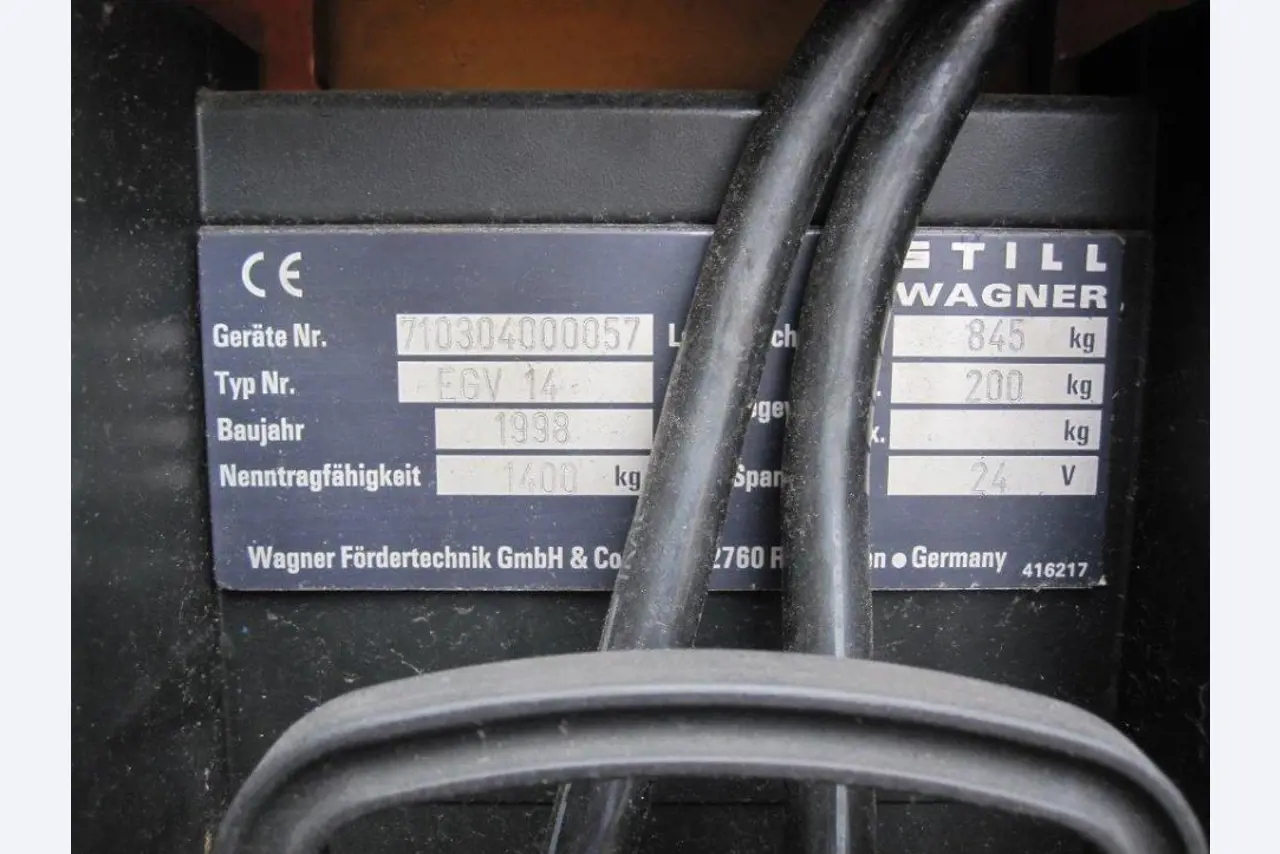 CE STILL
WAGNER
Geräte Nr. 710304000057 845 kg
Typ Nr. EGV 14 200 kg
Baujahr 1998 kg
Nenntragfähigkeit 1400 kg 24 V
Wagner Fördertechnik GmbH & Co 2760 Germany 416217